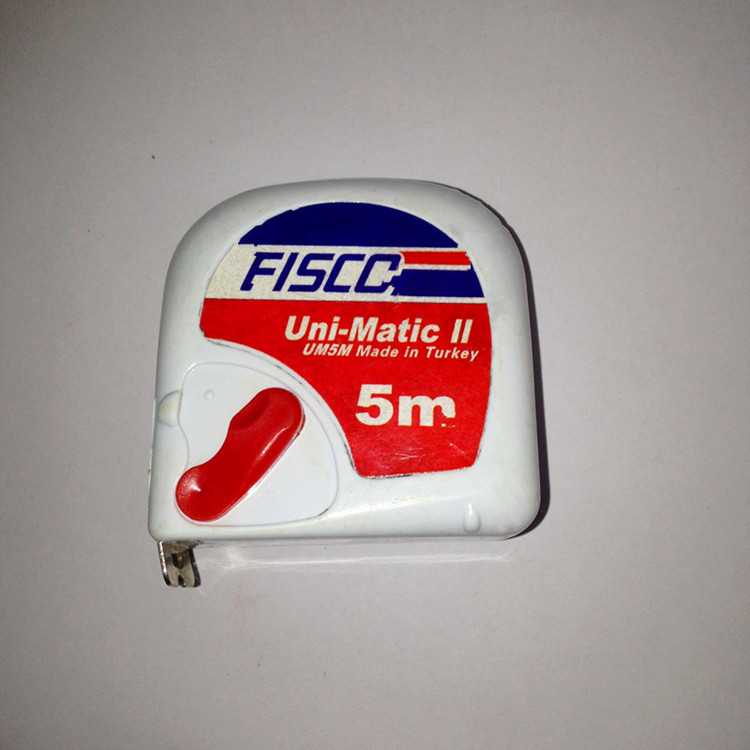 FISCO
Uni-Matic II
UM5M Made in Turkey
5m